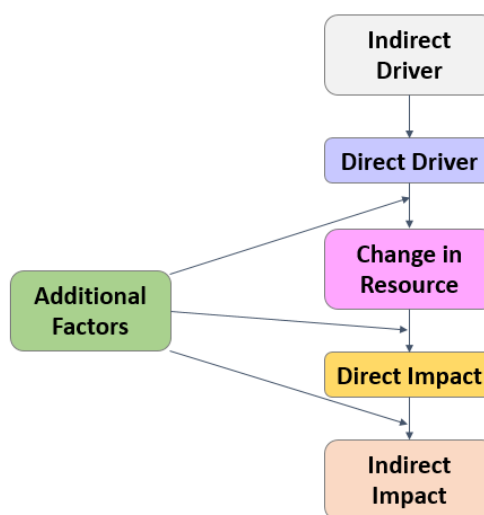 Indirect
Driver
Direct Driver
Change in
Resource
Additional
Factors
Direct Impact
Indirect
Impact